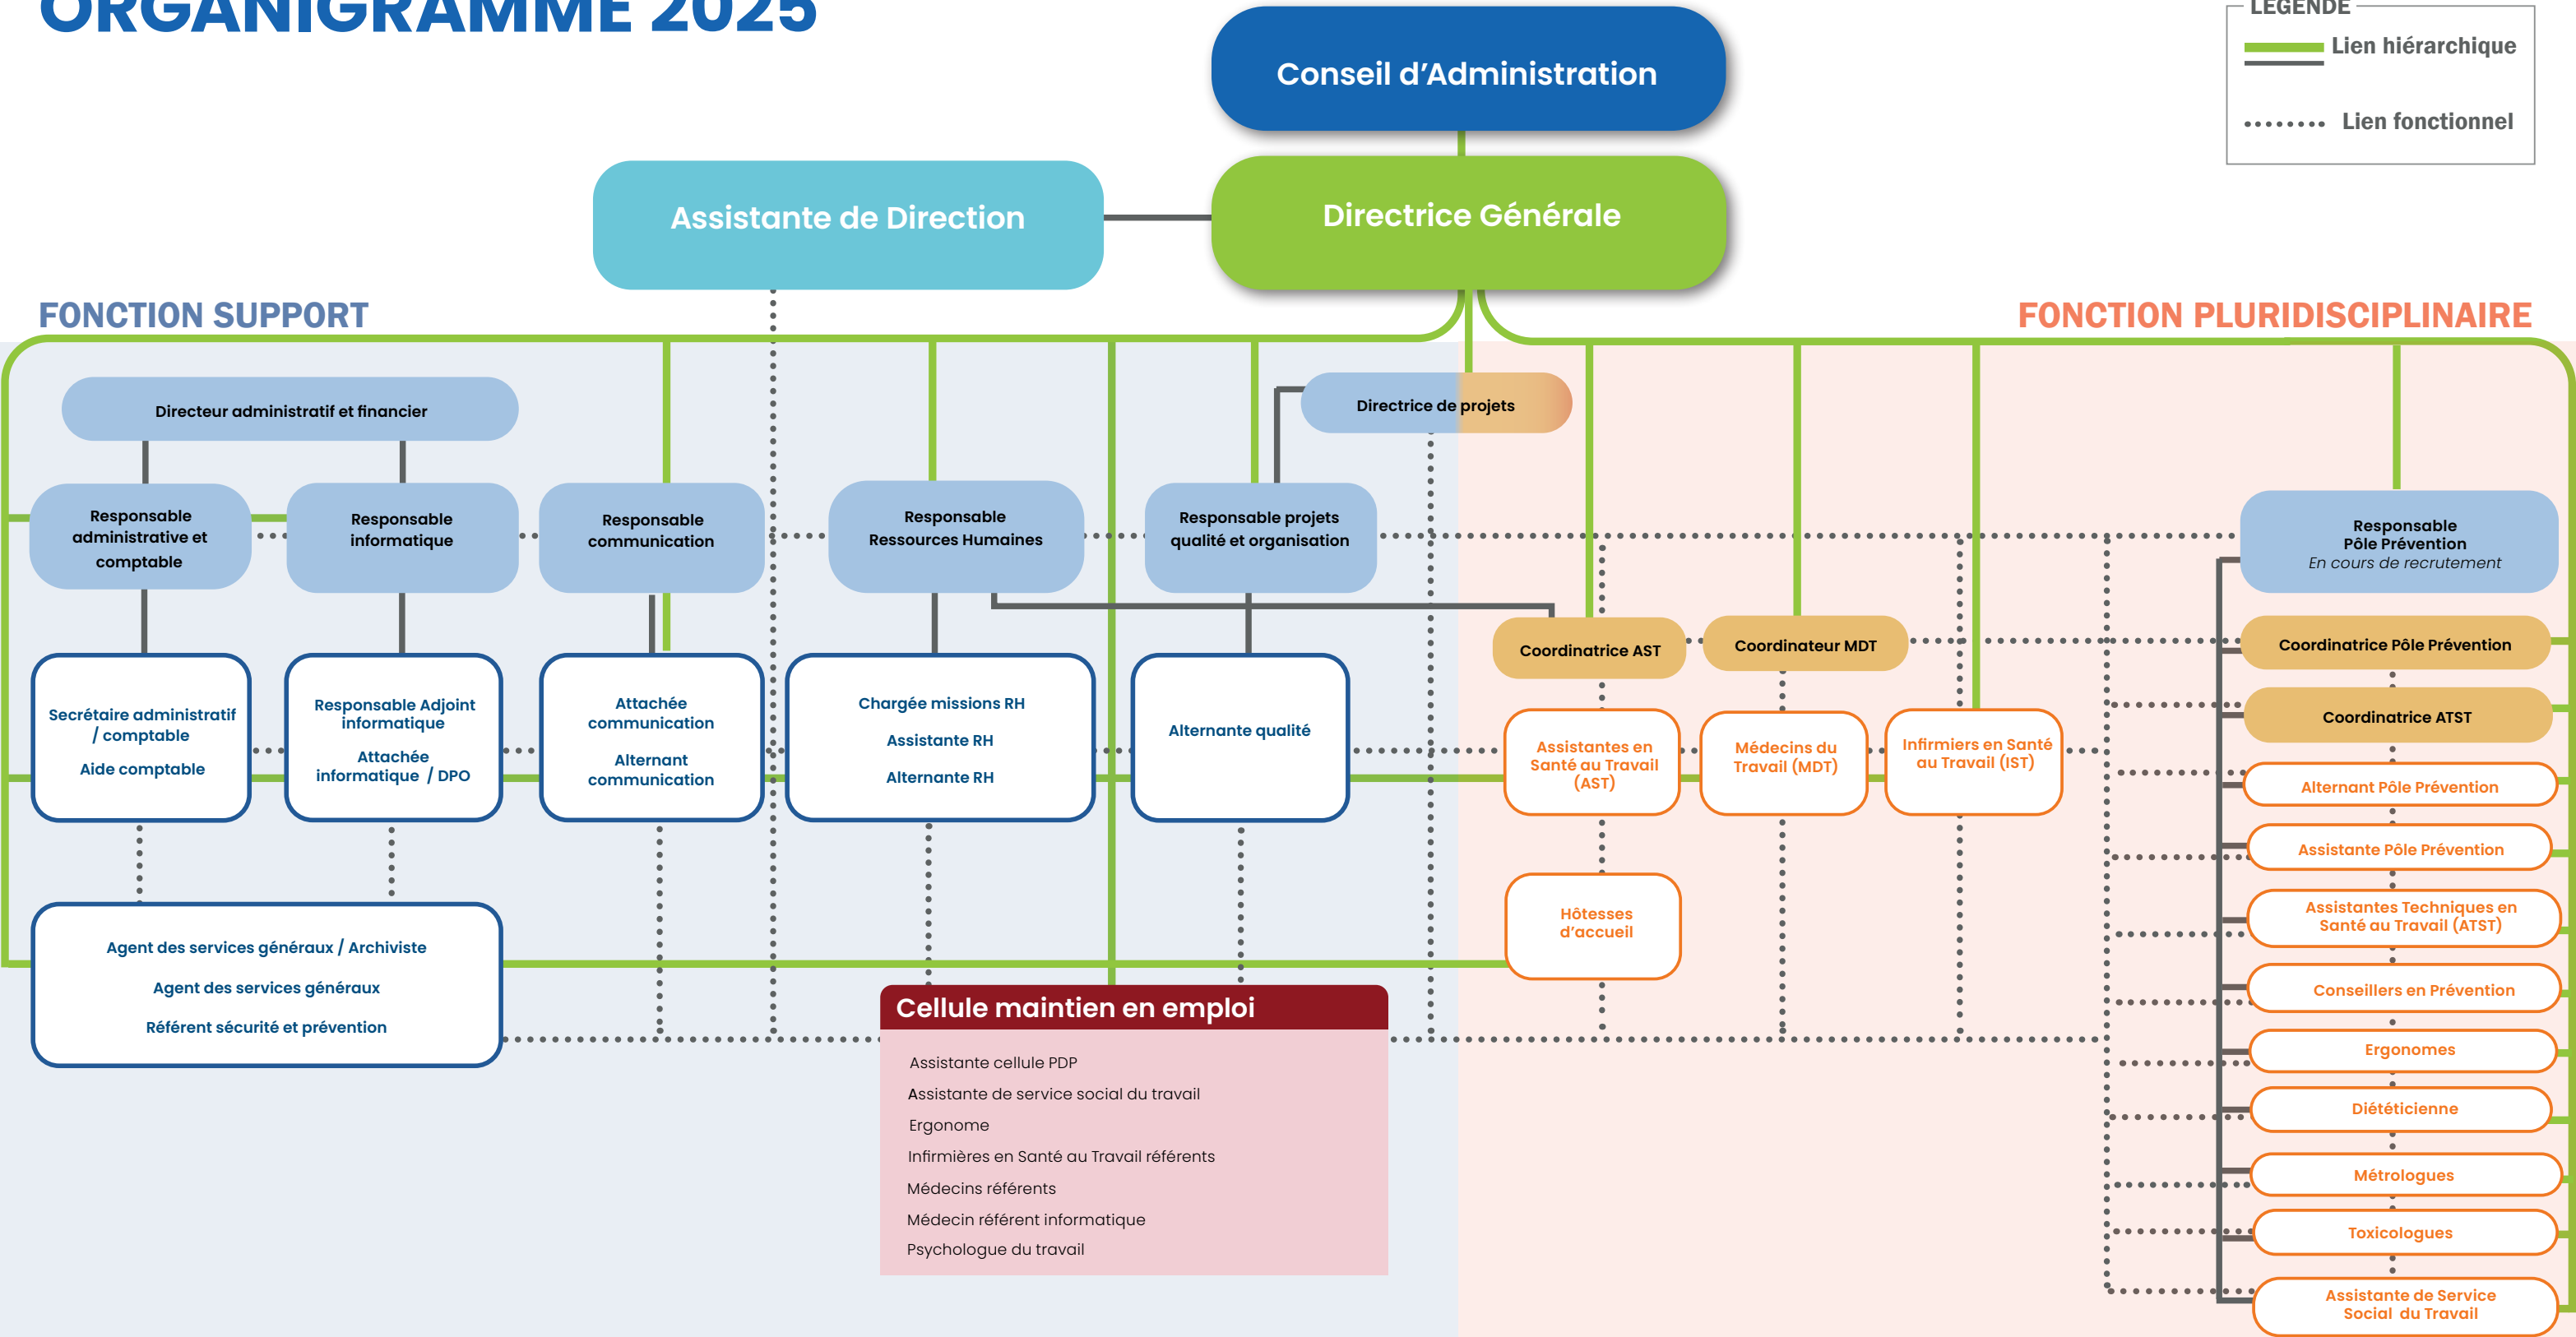 ORGANIGRAMME 2025
LÉGENDE
Lien hiérarchique
Lien fonctionnel
Conseil d'Administration
Assistante de Direction
Directrice Générale
FONCTION SUPPORT
FONCTION PLURIDISCIPLINAIRE
Directeur administratif et financier
Directrice de projets
Responsable
administrative et
comptable
Responsable
informatique
Responsable
communication
Responsable
Ressources Humaines
Responsable projets
qualité et organisation
Responsable
Pôle Prévention
En cours de recrutement
Coordinatrice AST
Coordinateur MDT
Coordinatrice Pôle Prévention
Coordinatrice ATST
Secrétaire administratif
/ comptable
Aide comptable
Responsable Adjoint
informatique
Attachée
informatique / DPO
Attachée
communication
Alternant
communication
Chargée missions RH
Assistante RH
Alternante RH
Alternante qualité
Assistantes en
Santé au Travail
(AST)
Médecins du
Travail (MDT)
Infirmiers en Santé
au Travail (IST)
Alternant Pôle Prévention
Assistante Pôle Prévention
Assistantes Techniques en
Santé au Travail (ATST)
Conseillers en Prévention
Ergonomes
Diététicienne
Métrologues
Toxicologues
Assistante de Service
Social du Travail
Hôtesses
d'accueil
Agent des services généraux / Archiviste
Agent des services généraux
Référent sécurité et prévention
Cellule maintien en emploi
Assistante cellule PDP
Assistante de service social du travail
Ergonome
Infirmières en Santé au Travail référents
Médecins référents
Médecin référent informatique
Psychologue du travail